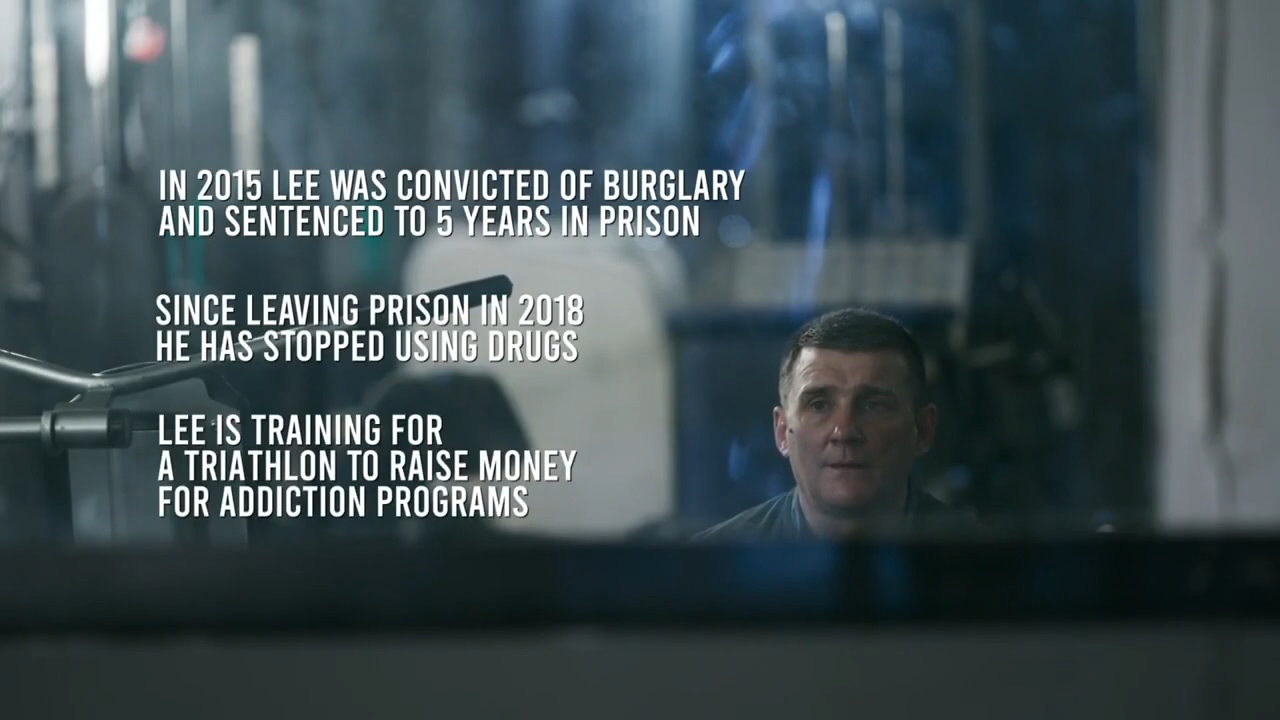 IN 2015 LEE WAS CONVICTED OF BURGLARY
AND SENTENCED TO 5 YEARS IN PRISON
SINCE LEAVING PRISON IN 2018
HE HAS STOPPED USING DRUGS
LEE IS TRAINING FOR
A TRIATHLON TO RAISE MONEY
FOR ADDICTION PROGRAMS